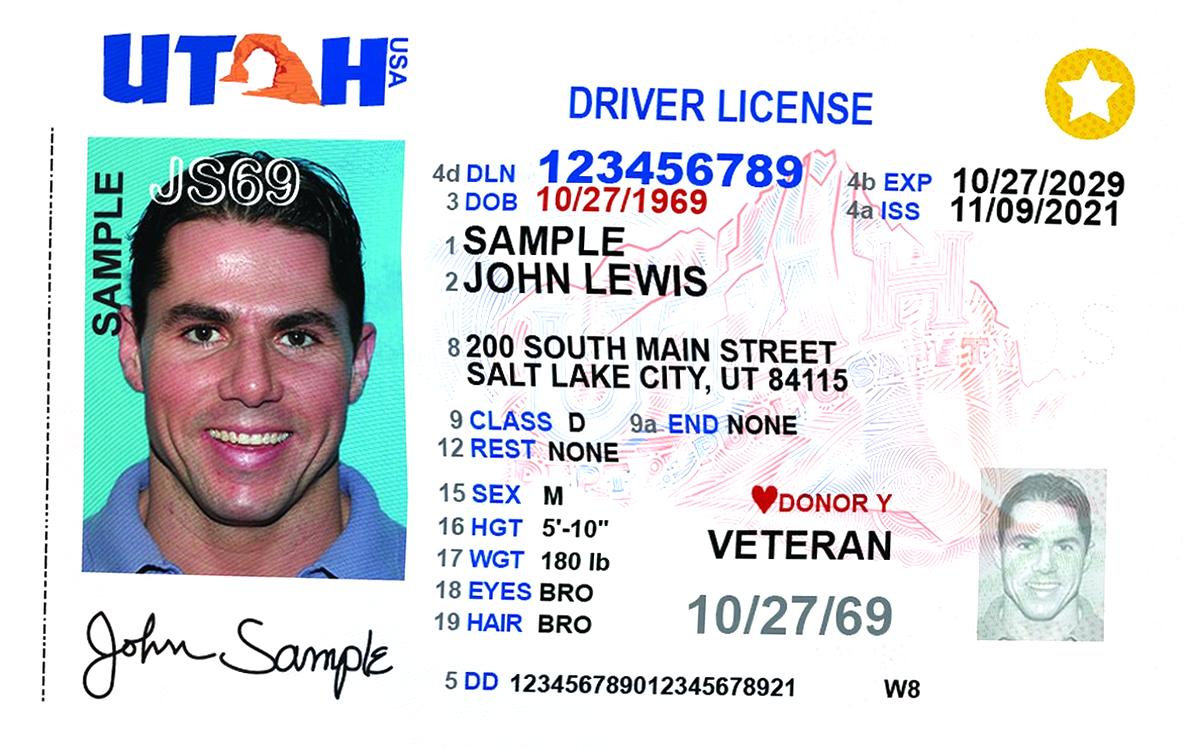 UTAH USA
DRIVER LICENSE
JS69
SAMPLE
4d DLN 123456789
3 DOB 10/27/1969
4b EXP 10/27/2029
4a ISS 11/09/2021
1 SAMPLE
2 JOHN LEWIS
8 200 SOUTH MAIN STREET
SALT LAKE CITY, UT 84115
9 CLASS D 9a END NONE
12 REST NONE
15 SEX M
16 HGT 5'-10"
17 WGT 180 lb
18 EYES BRO
19 HAIR BRO
DONOR Y
VETERAN
10/27/69
John Sample
5 DD 123456789012345678921
W8